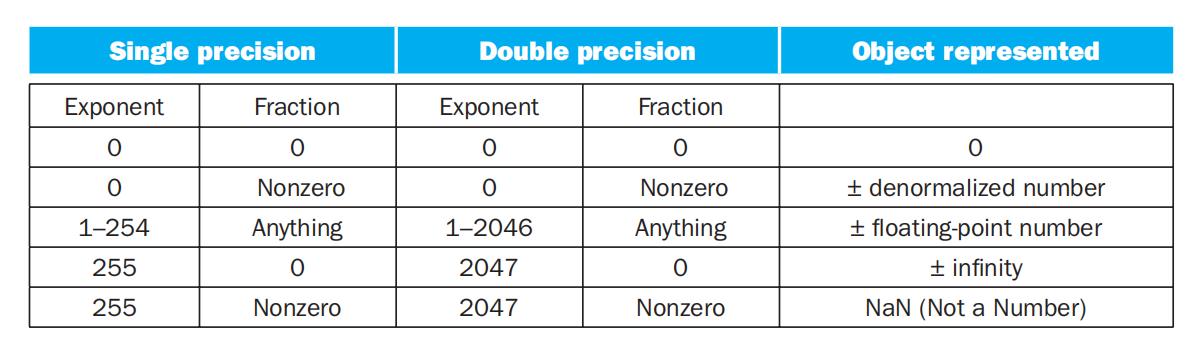 Single precision Double precision Object represented
Exponent Fraction Exponent Fraction
0 0 0 0 0
0 Nonzero 0 Nonzero ± denormalized number
1–254 Anything 1–2046 Anything ± floating-point number
255 0 2047 0 ± infinity
255 Nonzero 2047 Nonzero NaN (Not a Number)